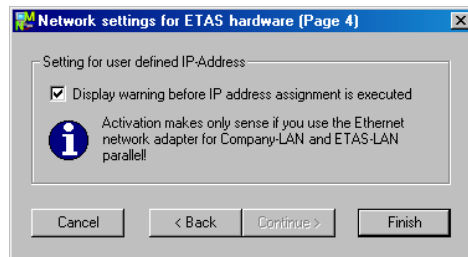 Network settings for ETAS hardware (Page 4)
Setting for user defined IP-Address
Display warning before IP address assignment is executed
Activation makes only sense if you use the Ethernet
network adapter for Company-LAN and ETAS-LAN
parallel!
Cancel
< Back
Continue >
Finish